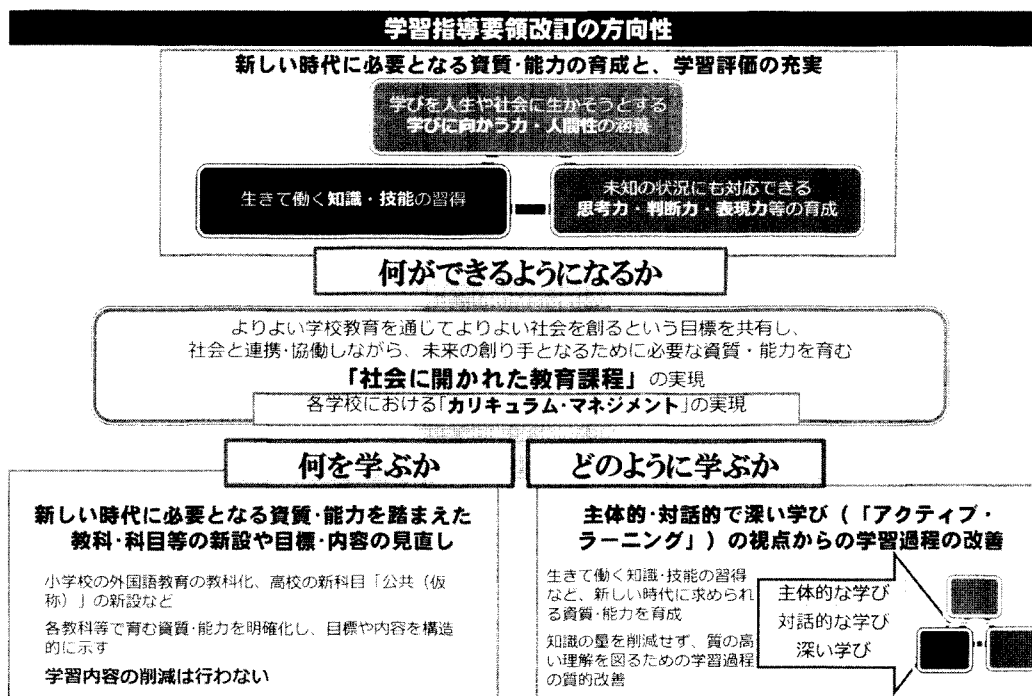 学習指導要領改訂の方向性
新しい時代に必要となる資質・能力の育成と、学習評価の充実
学びを人生や社会に生かそうとする
学びに向かう力・人間性の涵養
生きて働く知識・技能の習得
未知の状況にも対応できる
思考力・判断力・表現力等の育成
何ができるようになるか
よりよい学校教育を通じてよりよい社会を創るという目標を共有し、
社会と連携・協働しながら、未来の創り手となるために必要な資質・能力を育む
「社会に開かれた教育課程」の実現
各学校における「カリキュラム・マネジメント」の実現
何を学ぶか
新しい時代に必要となる資質・能力を踏まえた
教科・科目等の新設や目標・内容の見直し
小学校の外国語教育の教科化、高校の新科目「公共（仮
称）」の新設など
各教科等で育む資質・能力を明確化し、目標や内容を構造
的に示す
学習内容の削減は行わない
どのように学ぶか
主体的・対話的で深い学び（「アクティブ・
ラーニング」）の視点からの学習過程の改善
生きて働く知識・技能の習得
など、新しい時代に求められ
る資質・能力を育成
知識の量を削減せず、質の高
い理解を図るための学習過程
の質的改善
主体的な学び
対話的な学び
深い学び